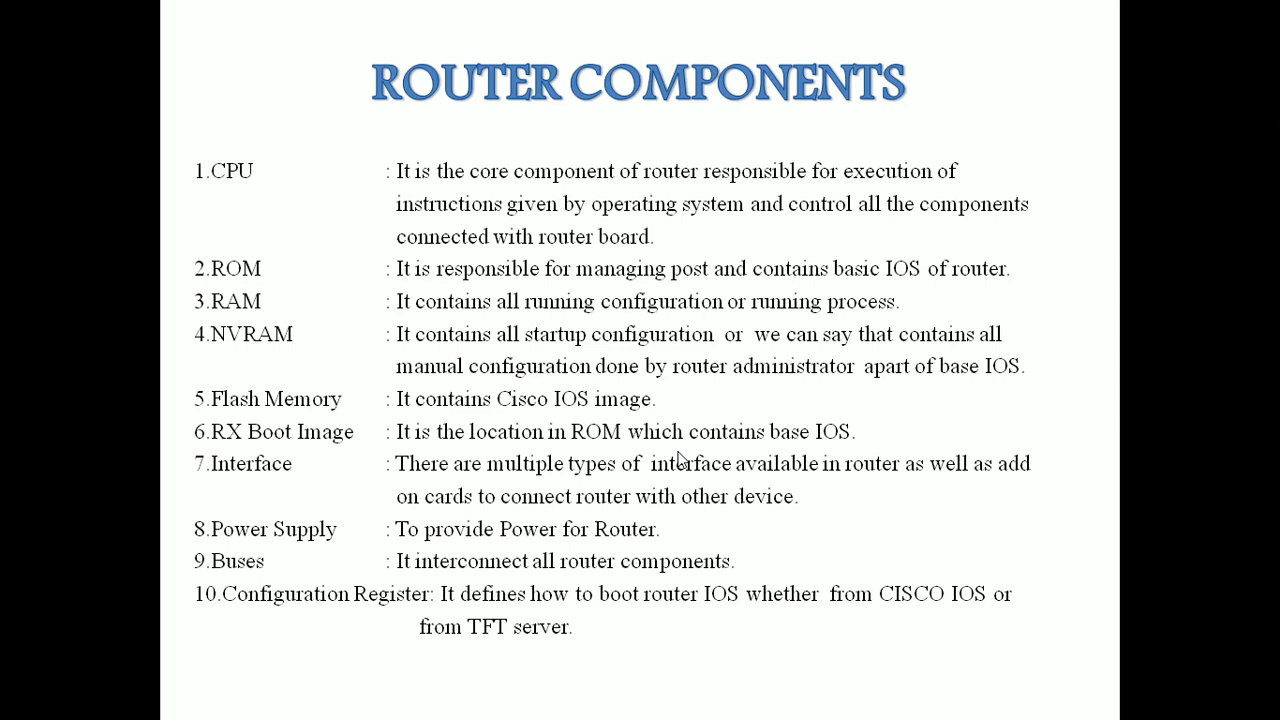 ROUTER COMPONENTS
1.CPU : It is the core component of router responsible for execution of
instructions given by operating system and control all the components
connected with router board.
2.ROM : It is responsible for managing post and contains basic IOS of router.
3.RAM : It contains all running configuration or running process.
4.NVRAM : It contains all startup configuration or we can say that contains all
manual configuration done by router administrator apart of base IOS.
5.Flash Memory : It contains Cisco IOS image.
6.RX Boot Image : It is the location in ROM which contains base IOS.
7.Interface : There are multiple types of interface available in router as well as add
on cards to connect router with other device.
8.Power Supply : To provide Power for Router.
9.Buses : It interconnect all router components.
10.Configuration Register: It defines how to boot router IOS whether from CISCO IOS or
from TFT server.